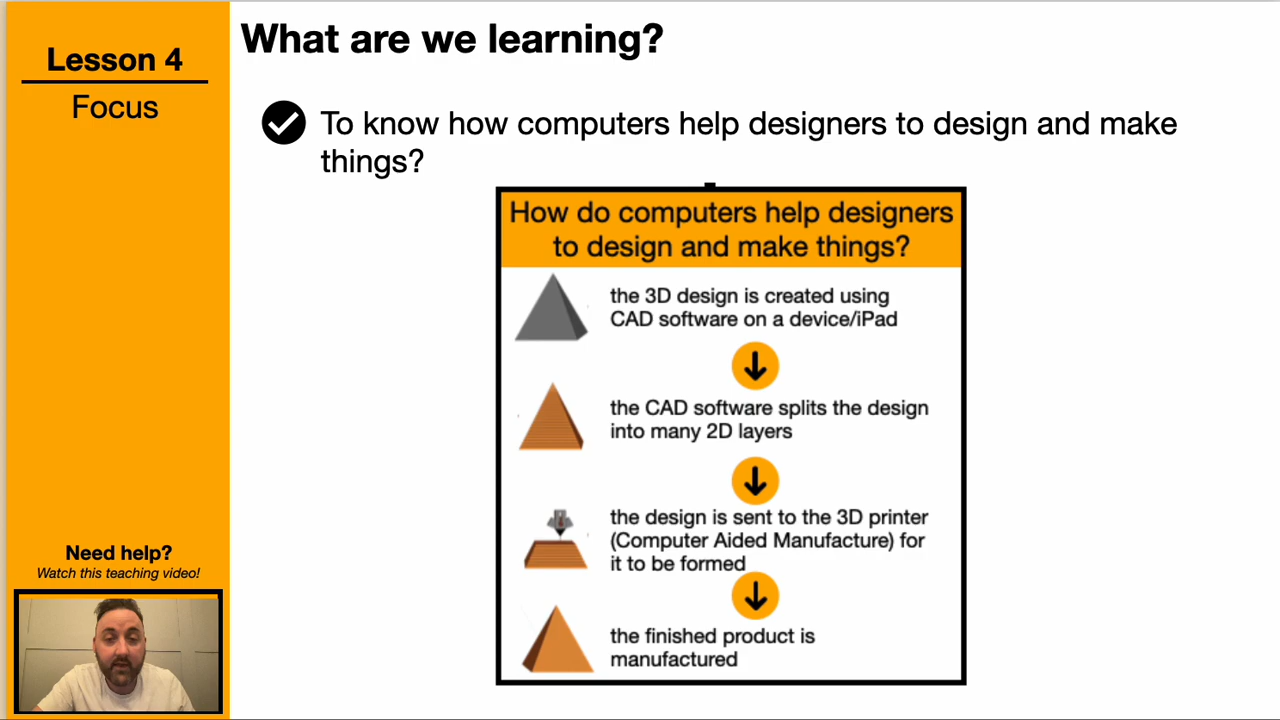 Lesson 4
Focus
What are we learning?
To know how computers help designers to design and make
things?
How do computers help designers
to design and make things?
the 3D design is created using
CAD software on a device/iPad
the CAD software splits the design
into many 2D layers
the design is sent to the 3D printer
(Computer Aided Manufacture) for
it to be formed
the finished product is
manufactured
Need help?
Watch this teaching video!